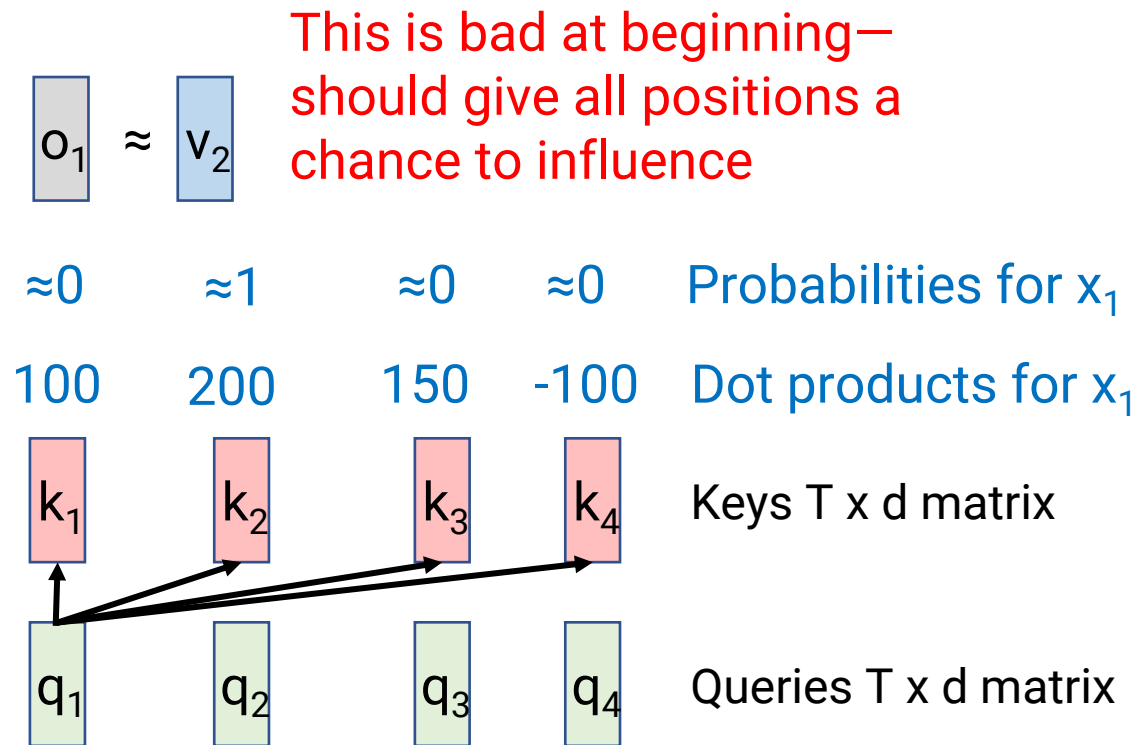 This is bad at beginning—
should give all positions a
chance to influence
o₁ ≈ v₂
≈0 ≈1 ≈0 ≈0 Probabilities for x₁
100 200 150 -100 Dot products for x₁
k₁ k₂ k₃ k₄ Keys T x d matrix
q₁ q₂ q₃ q₄ Queries T x d matrix